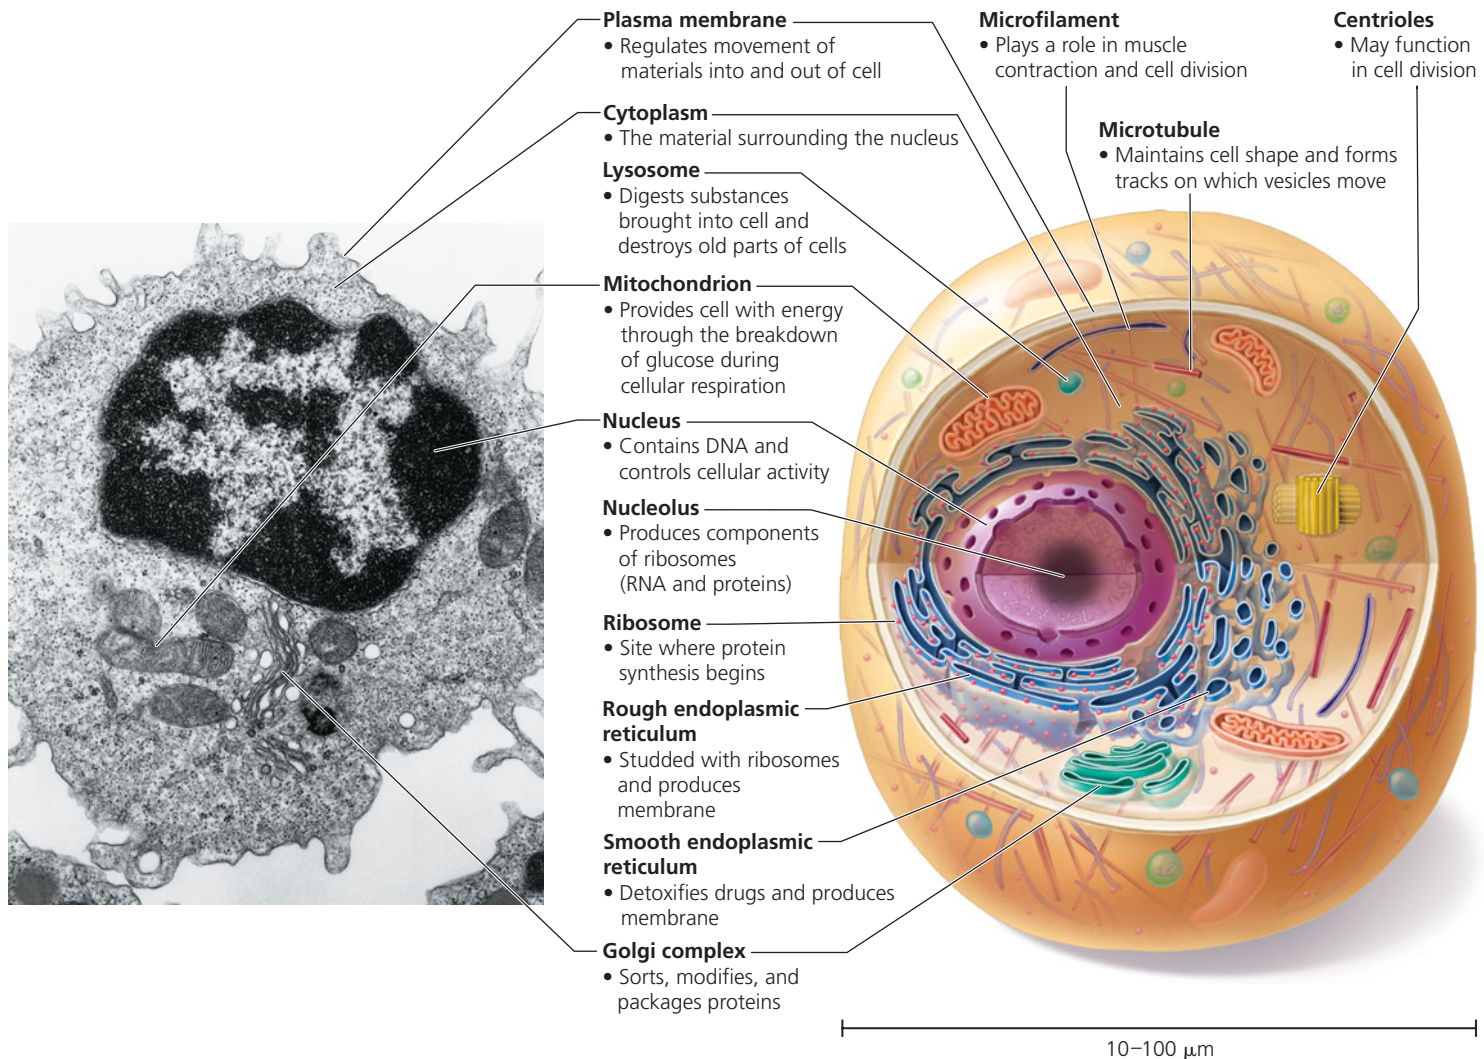 Plasma membrane
• Regulates movement of
materials into and out of cell
Cytoplasm
• The material surrounding the nucleus
Lysosome
• Digests substances
brought into cell and
destroys old parts of cells
Mitochondrion
• Provides cell with energy
through the breakdown
of glucose during
cellular respiration
Nucleus
• Contains DNA and
controls cellular activity
Nucleolus
• Produces components
of ribosomes
(RNA and proteins)
Ribosome
• Site where protein
synthesis begins
Rough endoplasmic
reticulum
• Studded with ribosomes
and produces
membrane
Smooth endoplasmic
reticulum
• Detoxifies drugs and produces
membrane
Golgi complex
• Sorts, modifies, and
packages proteins
Microfilament
• Plays a role in muscle
contraction and cell division
Centrioles
• May function
in cell division
Microtubule
• Maintains cell shape and forms
tracks on which vesicles move
10–100 μm